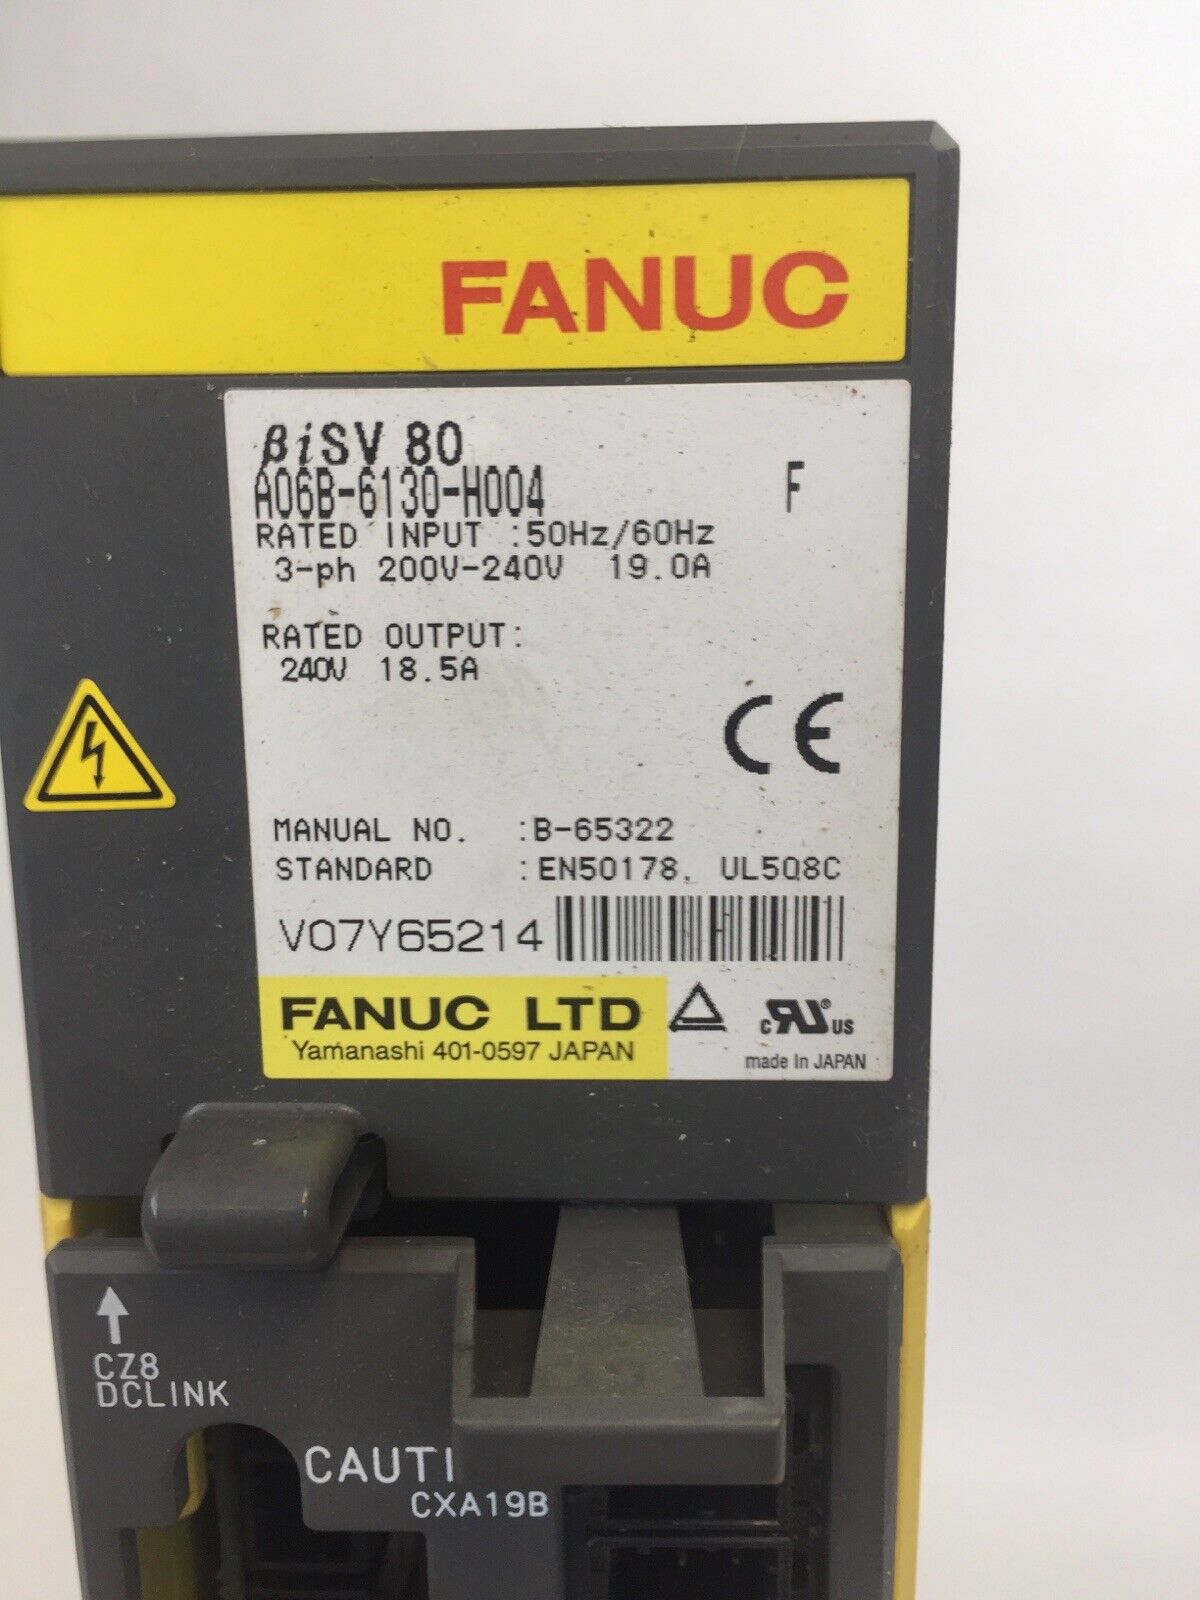 FANUC
βiSV 80
A06B-6130-H004 F
RATED INPUT :50Hz/60Hz
3-ph 200V-240V 19.0A
RATED OUTPUT:
240V 18.5A
CE
MANUAL NO. :B-65322
STANDARD :EN50178, UL508C
V07Y65214
FANUC LTD
Yamanashi 401-0597 JAPAN
c RU® US
made in JAPAN
CZ8
DCLINK
CAUTI
CXA19B